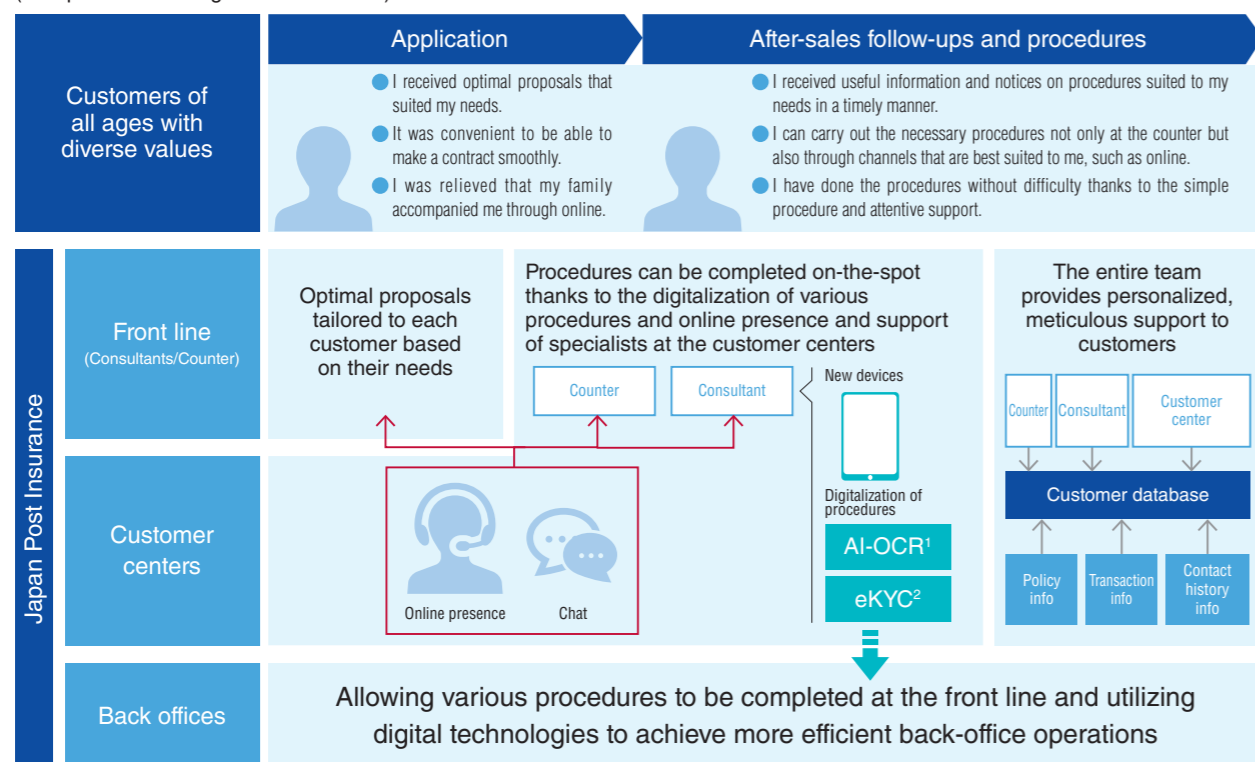 Application
After-sales follow-ups and procedures
Customers of
all ages with
diverse values
I received optimal proposals that
suited my needs.
It was convenient to be able to
make a contract smoothly.
I was relieved that my family
accompanied me through online.
I received useful information and notices on procedures suited to my
needs in a timely manner.
I can carry out the necessary procedures not only at the counter but
also through channels that are best suited to me, such as online.
I have done the procedures without difficulty thanks to the simple
procedure and attentive support.
Japan Post Insurance
Front line
(Consultants/Counter)
Optimal proposals
tailored to each
customer based
on their needs
Procedures can be completed on-the-spot
thanks to the digitalization of various
procedures and online presence and support
of specialists at the customer centers
Counter
Consultant
New devices
Digitalization of
procedures
AI-OCR1
eKYC2
The entire team
provides personalized,
meticulous support to
customers
Counter
Consultant
Customer
center
Customer database
Policy
info
Transaction
info
Contact
history
info
Customer
centers
Online presence
Chat
Back offices
Allowing various procedures to be completed at the front line and utilizing
digital technologies to achieve more efficient back-office operations